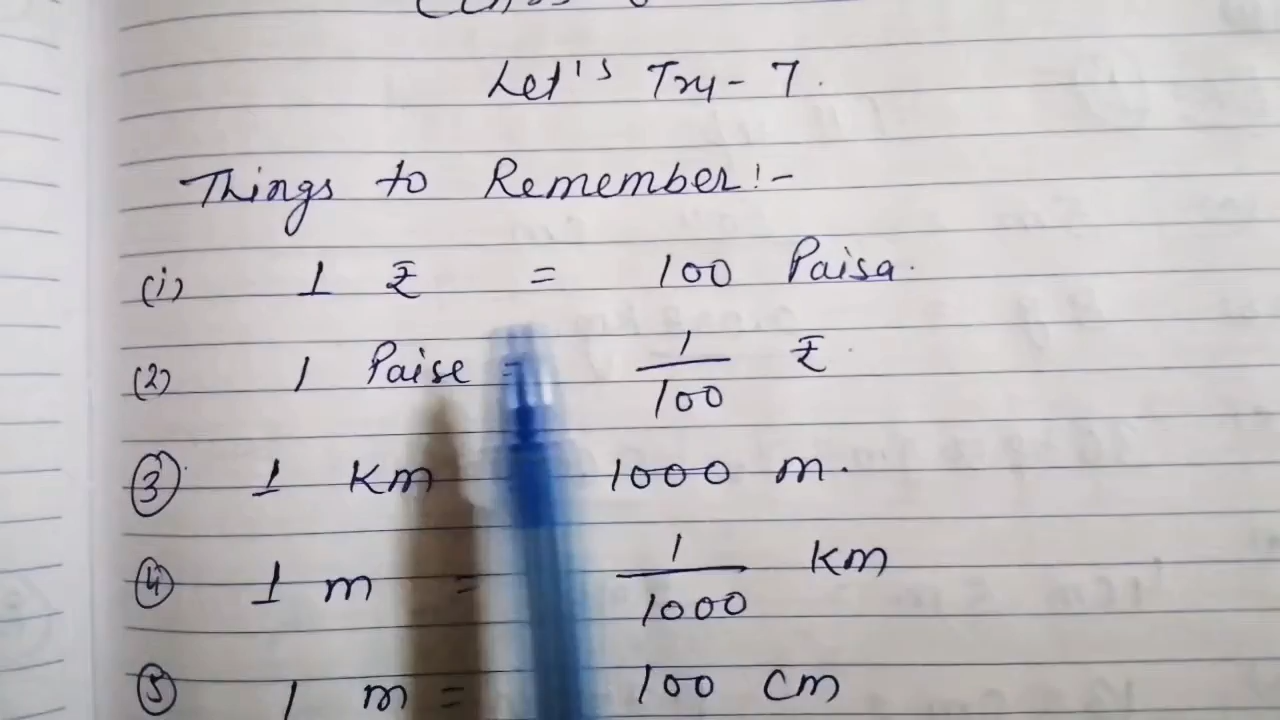 Let's Try - 7.
Things to Remember:-
(1) 1 ₹ = 100 Paisa.
(2) 1 Paise = 1/100 ₹
(3) 1 Km 1000 m.
(4) 1 m = 1/1000 km
(5) 1 m = 100 cm